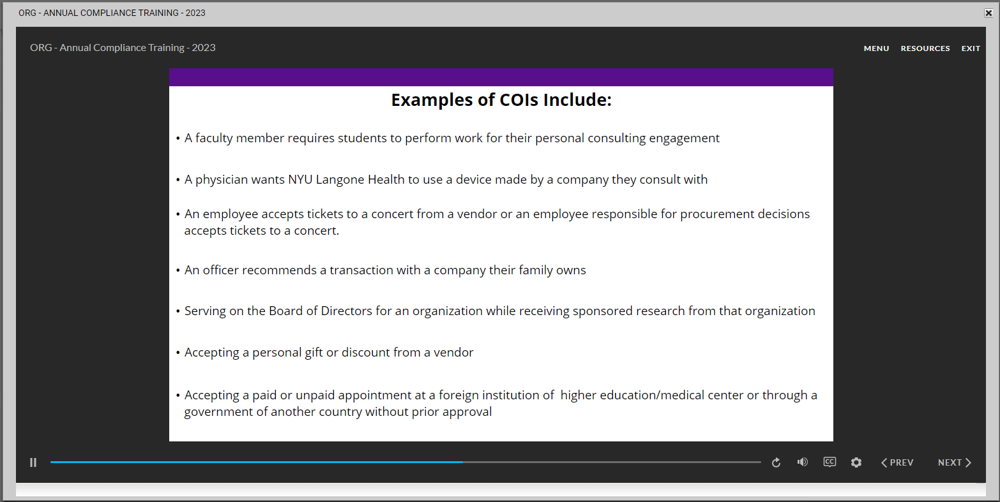 ORG - ANNUAL COMPLIANCE TRAINING - 2023
ORG - Annual Compliance Training - 2023
MENU RESOURCES EXIT
Examples of COIs Include:
• A faculty member requires students to perform work for their personal consulting engagement
• A physician wants NYU Langone Health to use a device made by a company they consult with
• An employee accepts tickets to a concert from a vendor or an employee responsible for procurement decisions
accepts tickets to a concert.
• An officer recommends a transaction with a company their family owns
• Serving on the Board of Directors for an organization while receiving sponsored research from that organization
• Accepting a personal gift or discount from a vendor
• Accepting a paid or unpaid appointment at a foreign institution of  higher education/medical center or through a
government of another country without prior approval
CC PREV NEXT